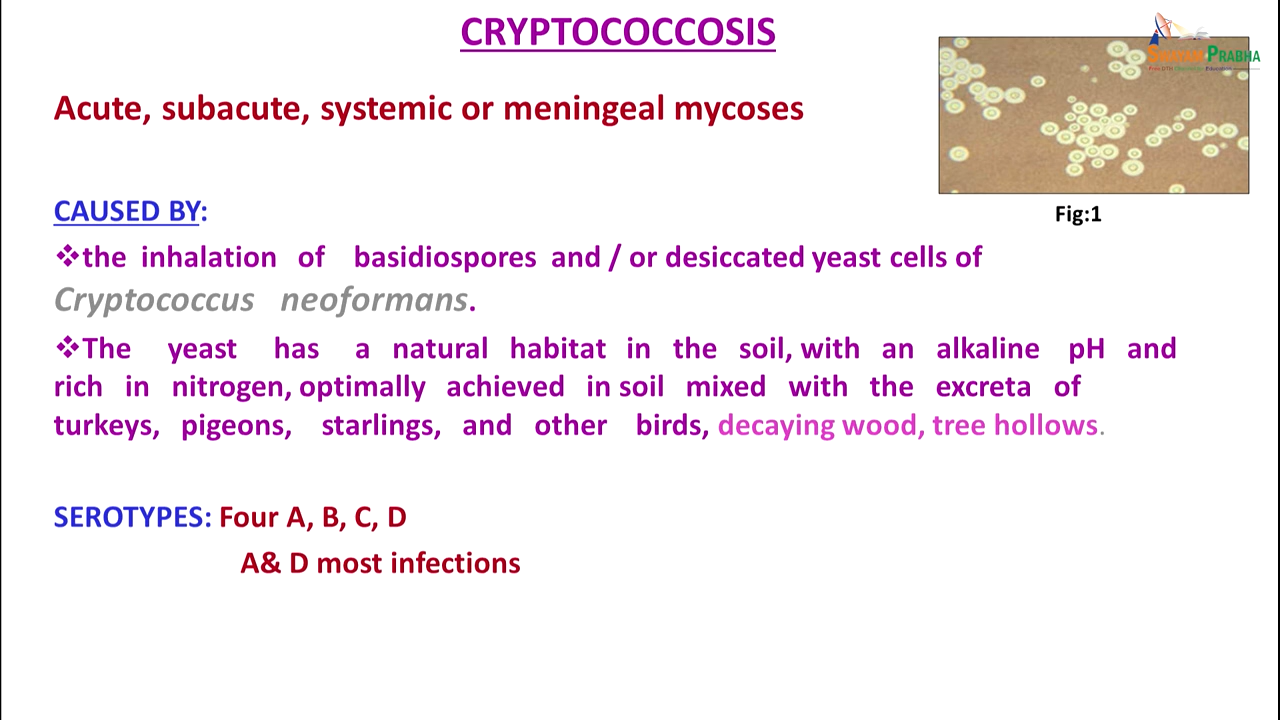 CRYPTOCOCCOSIS
PRABHA
Acute, subacute, systemic or meningeal mycoses
Fig:1
CAUSED BY:
❖the inhalation of basidiospores and / or desiccated yeast cells of
Cryptococcus neoformans.
❖The yeast has a natural habitat in the soil, with an alkaline pH and
rich in nitrogen, optimally achieved in soil mixed with the excreta of
turkeys, pigeons, starlings, and other birds, decaying wood, tree hollows.
SEROTYPES: Four A, B, C, D
A& D most infections